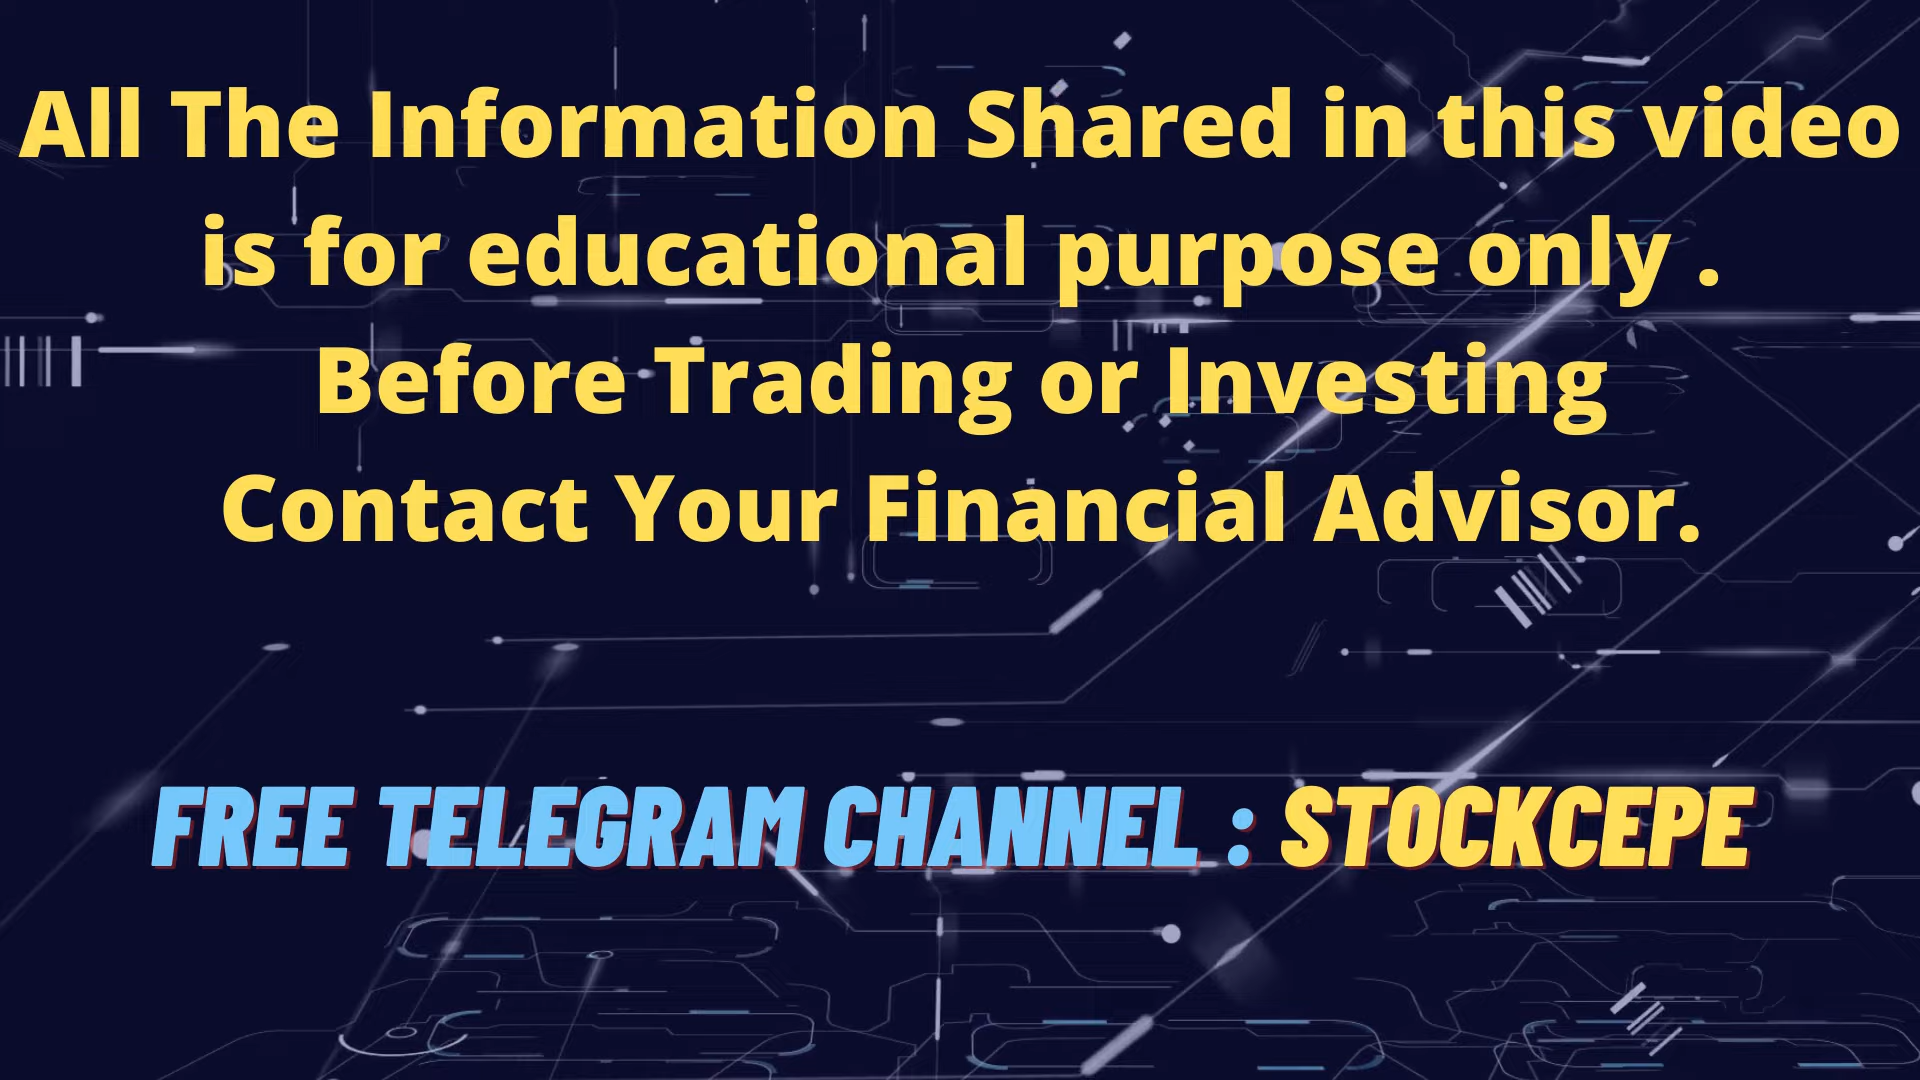 All The Information Shared in this video
is for educational purpose only .
Before Trading or Investing
Contact Your Financial Advisor.
FREE TELEGRAM CHANNEL : STOCKCEPE